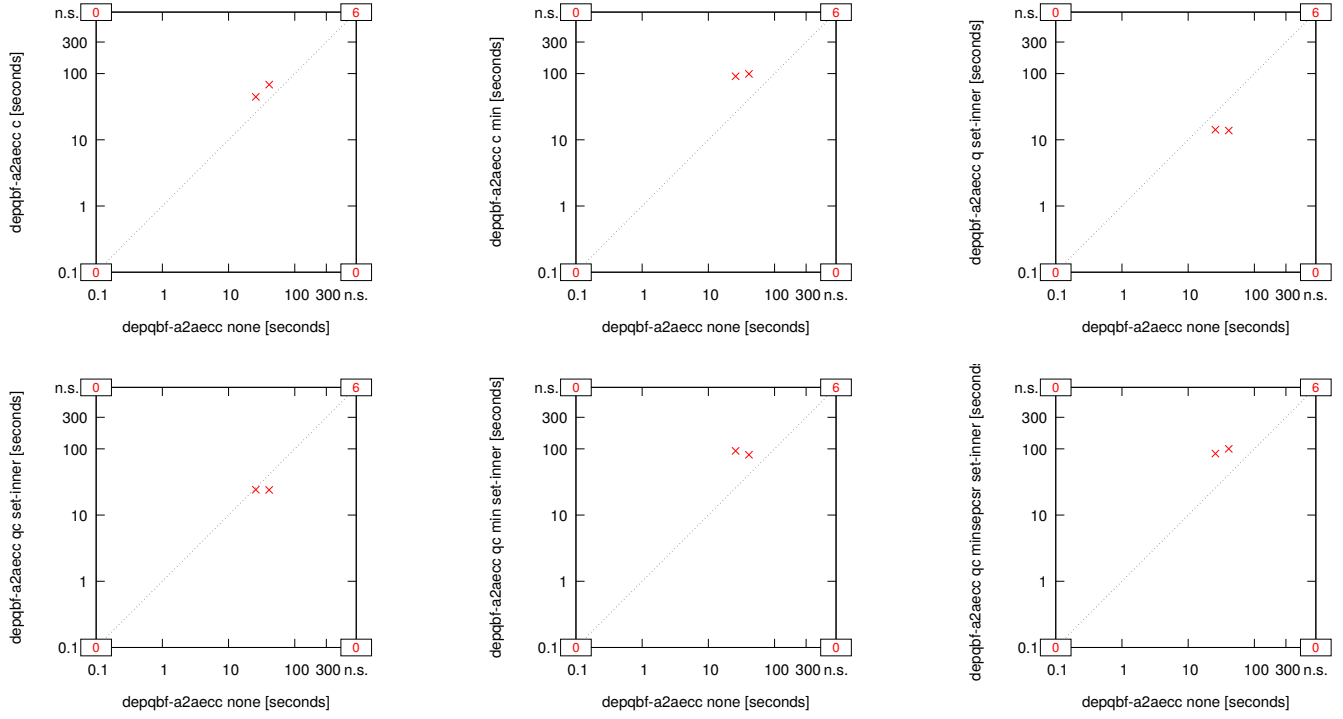 n.s. 0 6
300
100
10
1
0.1 0 0
0.1 1 10 100 300 n.s.
depqbf-a2aecc none [seconds]
depqbf-a2aecc c [seconds]
0 6
n.s.
300
100
10
1
0.1 0 0
0.1 1 10 100 300 n.s.
depqbf-a2aecc none [seconds]
depqbf-a2aecc c min [seconds]
n.s. 0 6
300
100
10
1
0.1 0 0
0.1 1 10 100 300 n.s.
depqbf-a2aecc none [seconds]
depqbf-a2aecc q set-inner [seconds]
n.s. 0 6
300
100
10
1
0.1 0 0
0.1 1 10 100 300 n.s.
depqbf-a2aecc none [seconds]
depqbf-a2aecc qc set-inner [seconds]
n.s. 0 6
300
100
10
1
0.1 0 0
0.1 1 10 100 300 n.s.
depqbf-a2aecc none [seconds]
depqbf-a2aecc qc min set-inner [seconds]
n.s. 0 6
300
100
10
1
0.1 0 0
0.1 1 10 100 300 n.s.
depqbf-a2aecc none [seconds]
depqbf-a2aecc qc minsepcsr set-inner [second